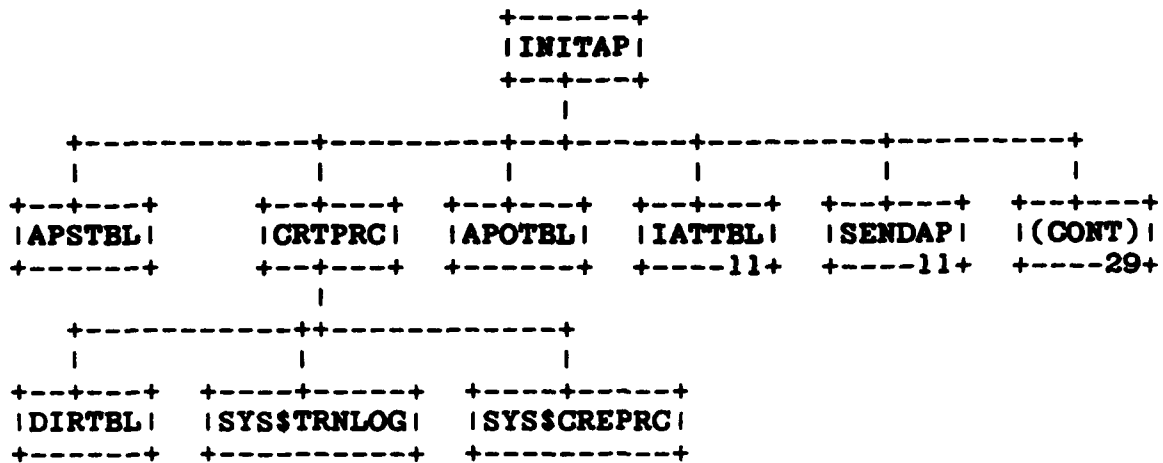 INITAP
APSTBL CRTPRC APOTBL IATTBL SENDAP (CONT)
11 11 29
DIRTBL SYS$TRNLOG SYS$CREPRC